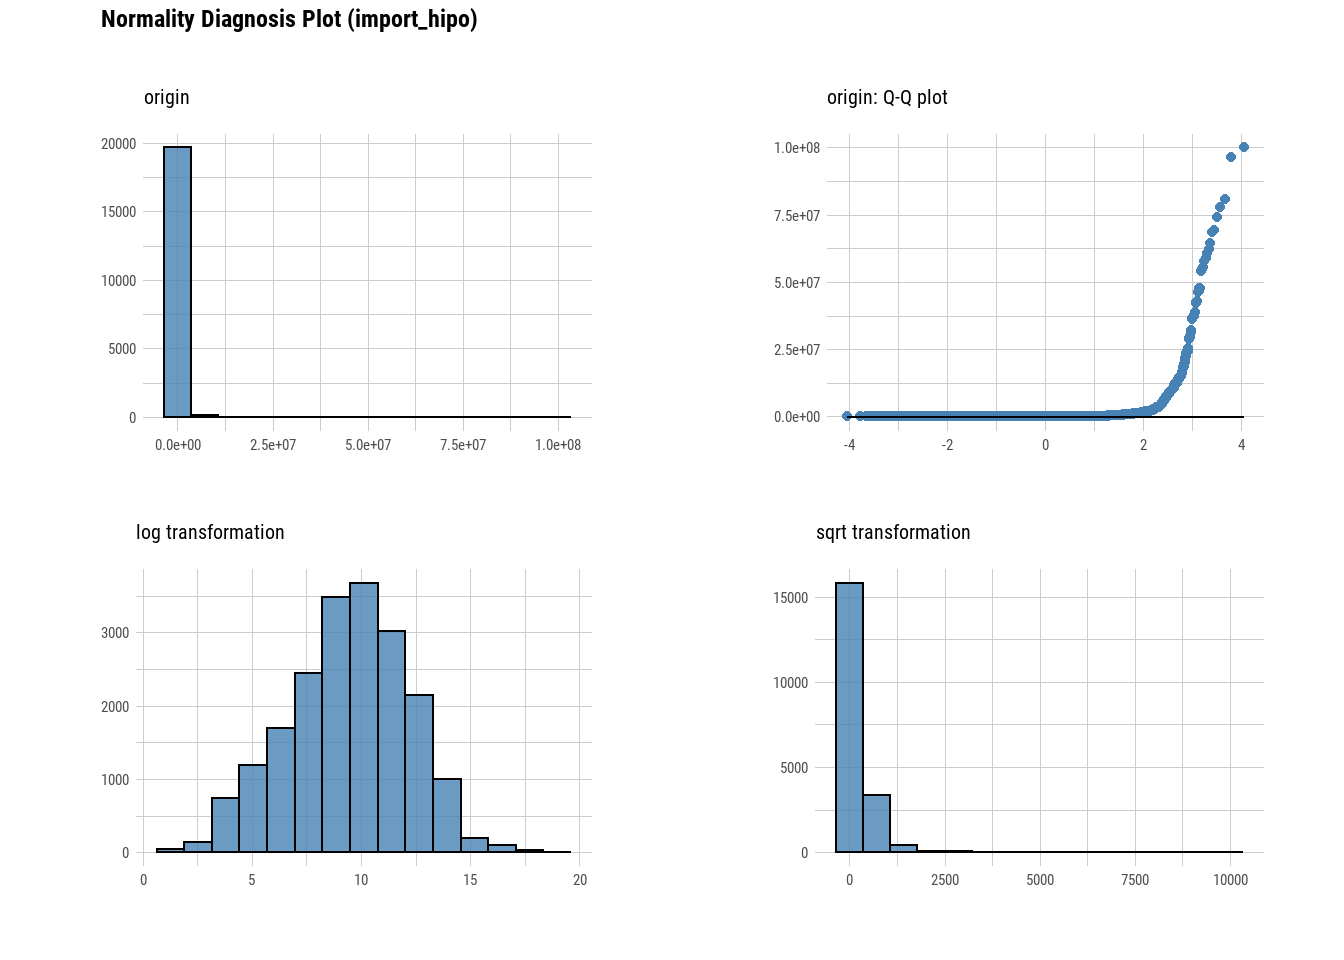 Normality Diagnosis Plot (import_hipo)
origin
20000
15000
10000
5000
0
0.0e+00 2.5e+07 5.0e+07 7.5e+07 1.0e+08
origin: Q-Q plot
1.0e+08
7.5e+07
5.0e+07
2.5e+07
0.0e+00
-4 -2 0 2 4
log transformation
3000
2000
1000
0
0 5 10 15 20
sqrt transformation
15000
10000
5000
0
0 2500 5000 7500 10000